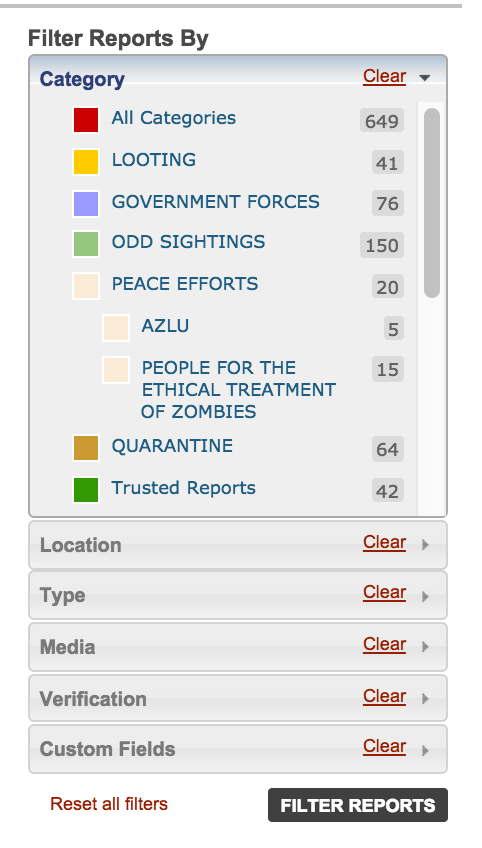 Filter Reports By
Category Clear
All Categories 649
LOOTING 41
GOVERNMENT FORCES 76
ODD SIGHTINGS 150
PEACE EFFORTS 20
AZLU 5
PEOPLE FOR THE 15
ETHICAL TREATMENT
OF ZOMBIES
QUARANTINE 64
Trusted Reports 42
Location Clear
Type Clear
Media Clear
Verification Clear
Custom Fields Clear
Reset all filters FILTER REPORTS